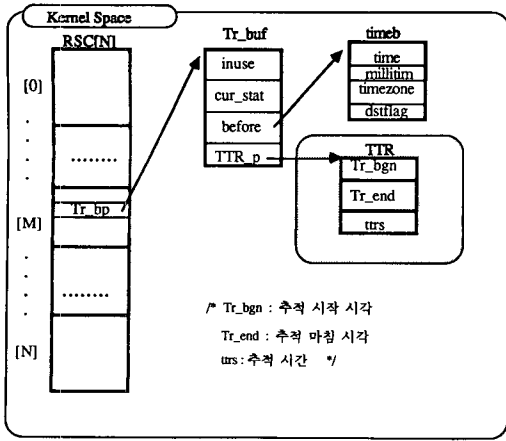 Kernel Space
RSC[N]
[0]
........
Tr_bp
[M]
........
[N]
Tr_buf
inuse
cur_stat
before
TTR_p
timeb
time
millitim
timezone
dstflag
TTR
Tr_bgn
Tr_end
ttrs
/* Tr_bgn : 추적 시작 시각
Tr_end : 추적 마침 시각
ttrs : 추적 시간 */